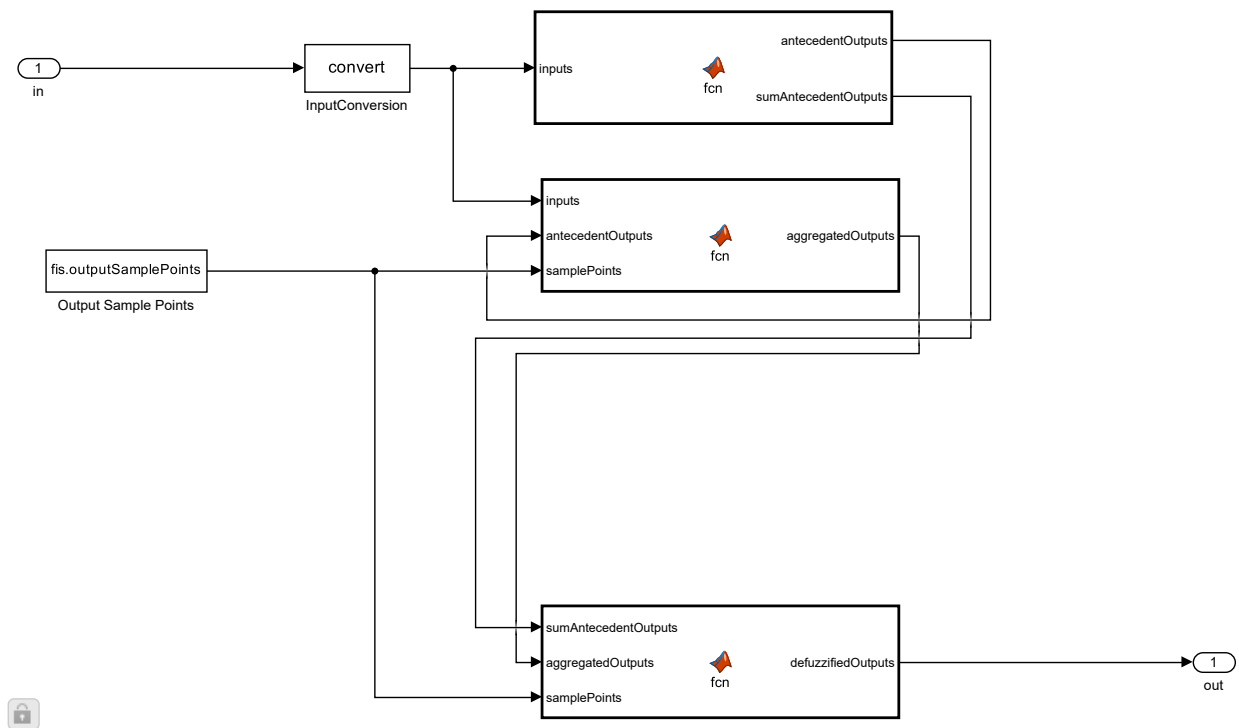 1
in
convert
InputConversion
inputs
fcn
antecedentOutputs
sumAntecedentOutputs
inputs
antecedentOutputs
samplePoints
fcn
aggregatedOutputs
fis.outputSamplePoints
Output Sample Points
sumAntecedentOutputs
aggregatedOutputs
samplePoints
fcn
defuzzifiedOutputs
1
out